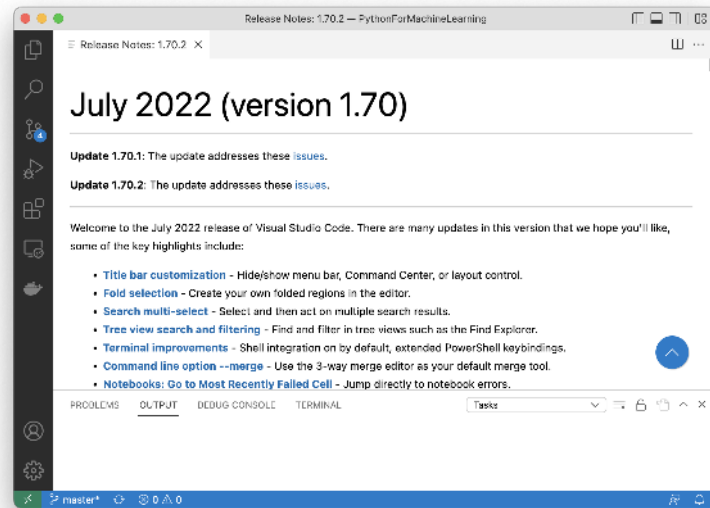 Release Notes: 1.70.2 — PythonForMachineLearning
Release Notes: 1.70.2
July 2022 (version 1.70)
Update 1.70.1: The update addresses these issues.
Update 1.70.2: The update addresses these issues.
Welcome to the July 2022 release of Visual Studio Code. There are many updates in this version that we hope you'll like,
some of the key highlights include:
• Title bar customization - Hide/show menu bar, Command Center, or layout control.
• Fold selection - Create your own folded regions in the editor.
• Search multi-select - Select and then act on multiple search results.
• Tree view search and filtering - Find and filter in tree views such as the Find Explorer.
• Terminal improvements - Shell integration on by default, extended PowerShell keybindings.
• Command line option --merge - Use the 3-way merge editor as your default merge tool.
• Notebooks: Go to Most Recently Failed Cell - Jump directly to notebook errors.
PROBLEMS OUTPUT DEBUG CONSOLE TERMINAL Tasks
master* 0 0